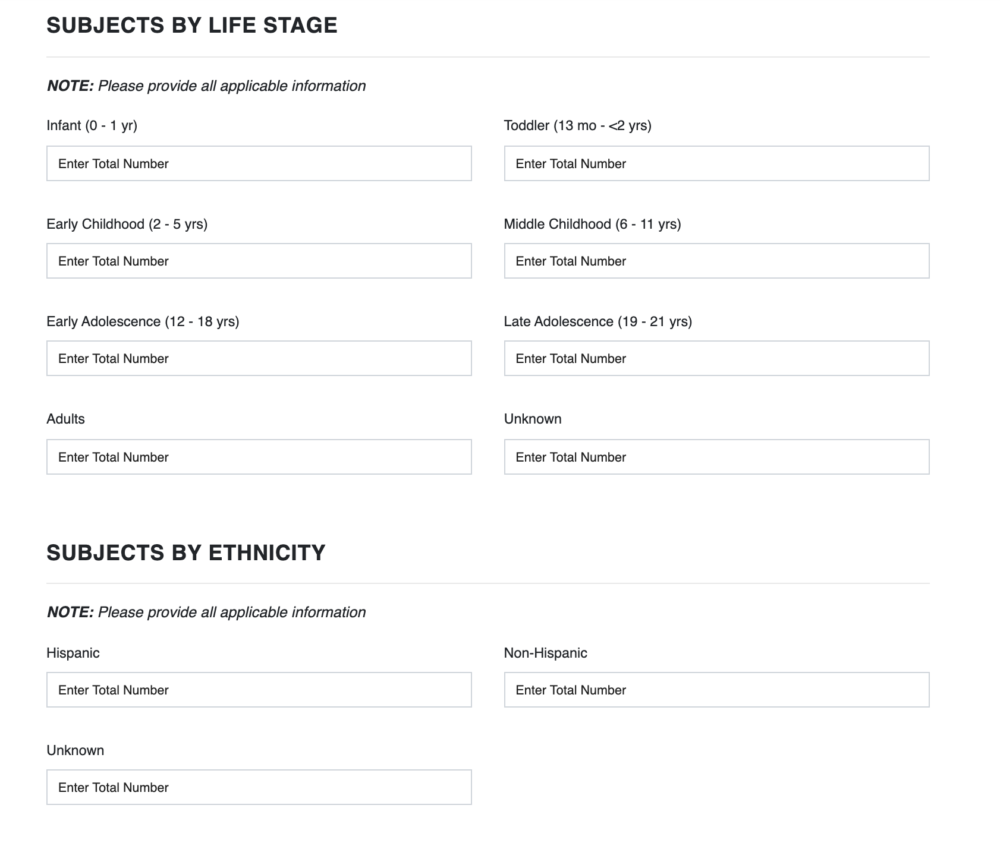 SUBJECTS BY LIFE STAGE
NOTE: Please provide all applicable information
Infant (0 - 1 yr)
Enter Total Number
Toddler (13 mo - <2 yrs)
Enter Total Number
Early Childhood (2 - 5 yrs)
Enter Total Number
Middle Childhood (6 - 11 yrs)
Enter Total Number
Early Adolescence (12 - 18 yrs)
Enter Total Number
Late Adolescence (19 - 21 yrs)
Enter Total Number
Adults
Enter Total Number
Unknown
Enter Total Number
SUBJECTS BY ETHNICITY
NOTE: Please provide all applicable information
Hispanic
Enter Total Number
Non-Hispanic
Enter Total Number
Unknown
Enter Total Number